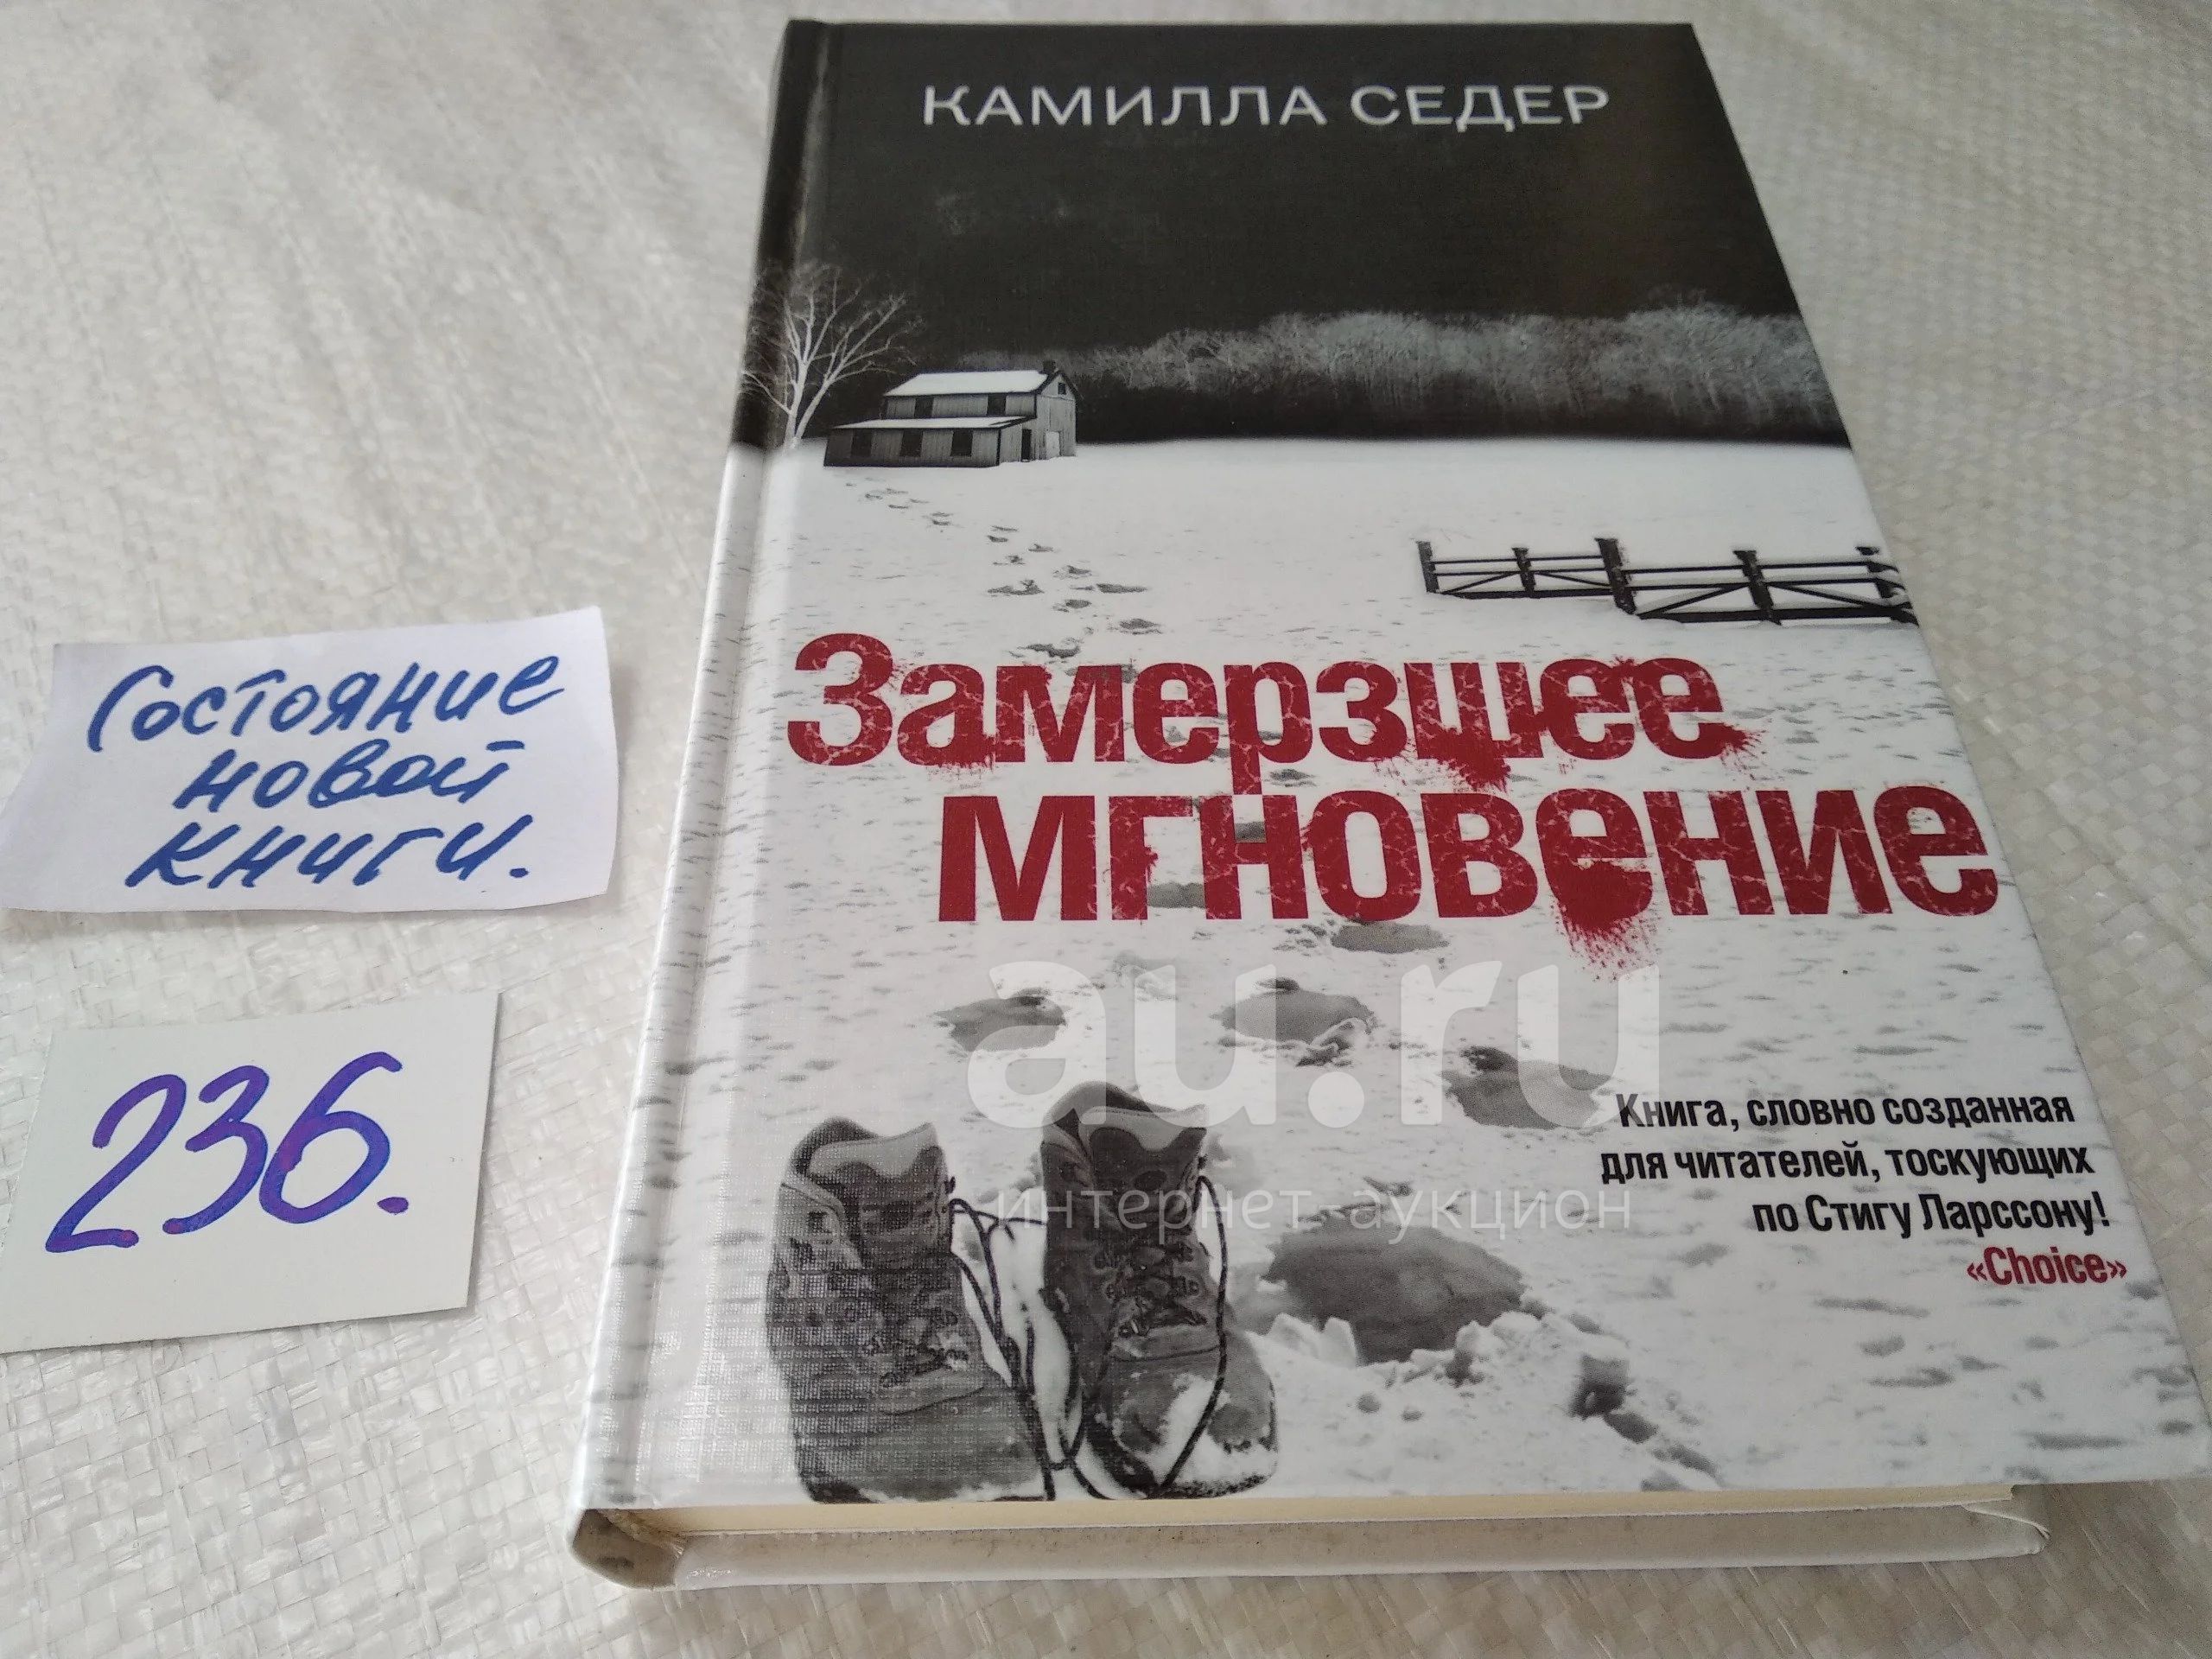 КАМИЛЛА СЕДЕР
Замерзшее
мгновение
Книга, словно созданная
для читателей, тоскующих
по Стигу Ларссону!
«Choice»
Состояние
новой
книги.
236.
au.ru
интернет аукцион